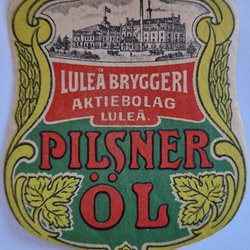 LULEÅ BRYGGERI
AKTIEBOLAG
LULEÅ.
PILSNER
ÖL